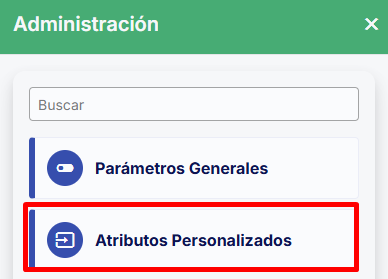 Administración
Buscar
Parámetros Generales
Atributos Personalizados